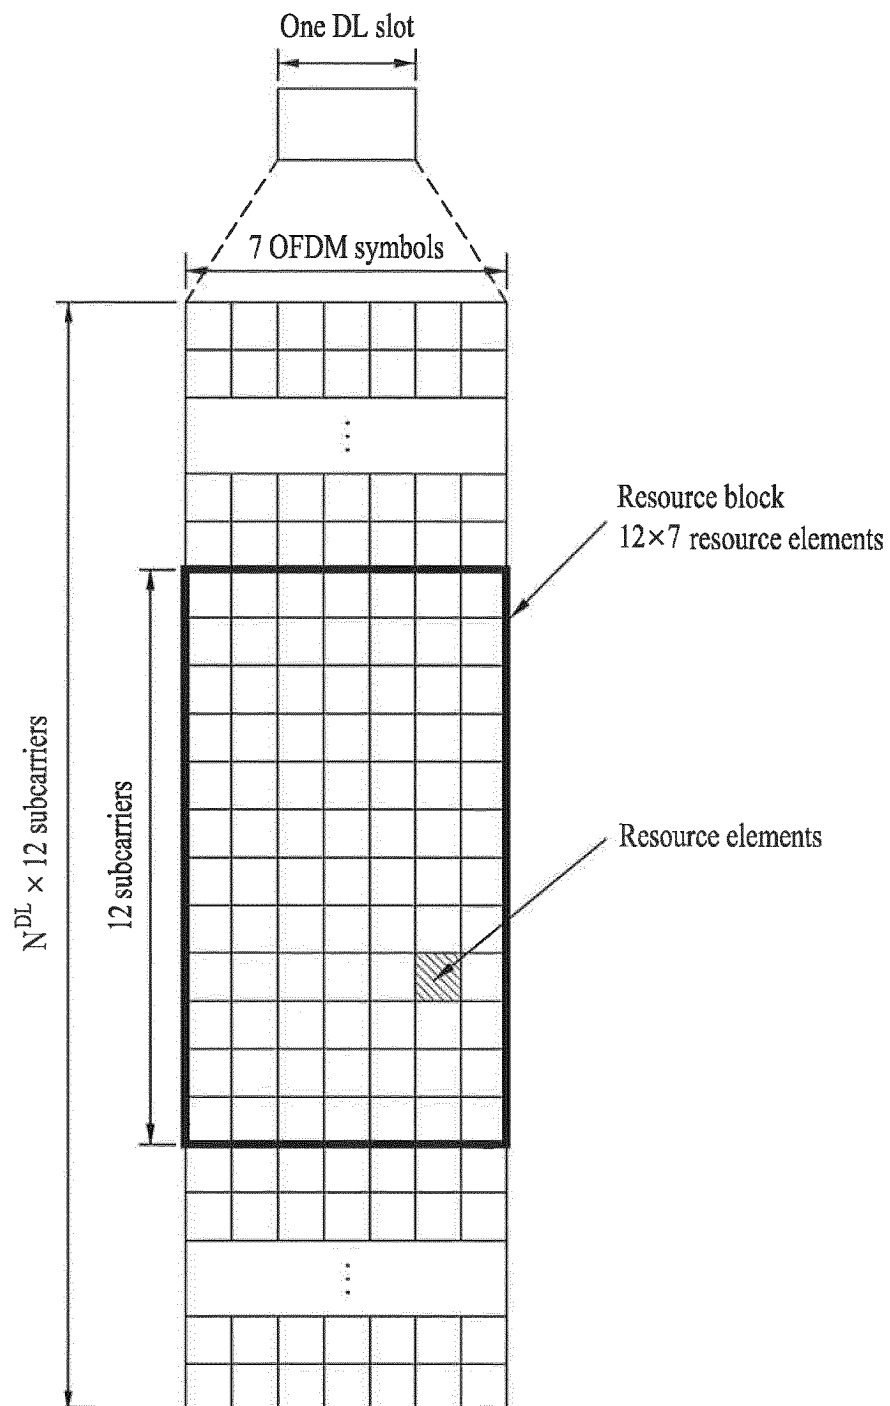 One DL slot
7 OFDM symbols
Resource block
12×7 resource elements
Resource elements
12 subcarriers
N^DL × 12 subcarriers